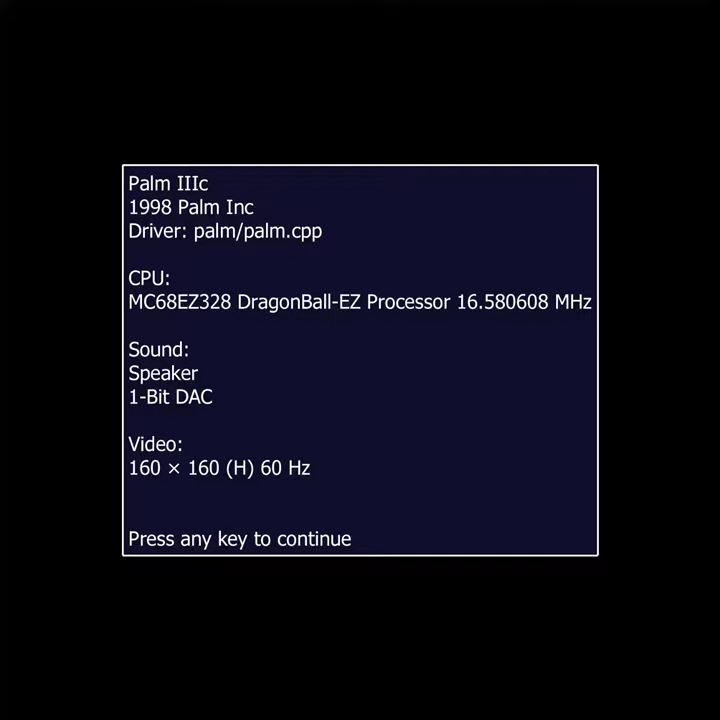 Palm IIIc
1998 Palm Inc
Driver: palm/palm.cpp
CPU:
MC68EZ328 DragonBall-EZ Processor 16.580608 MHz
Sound:
Speaker
1-Bit DAC
Video:
160 × 160 (H) 60 Hz
Press any key to continue